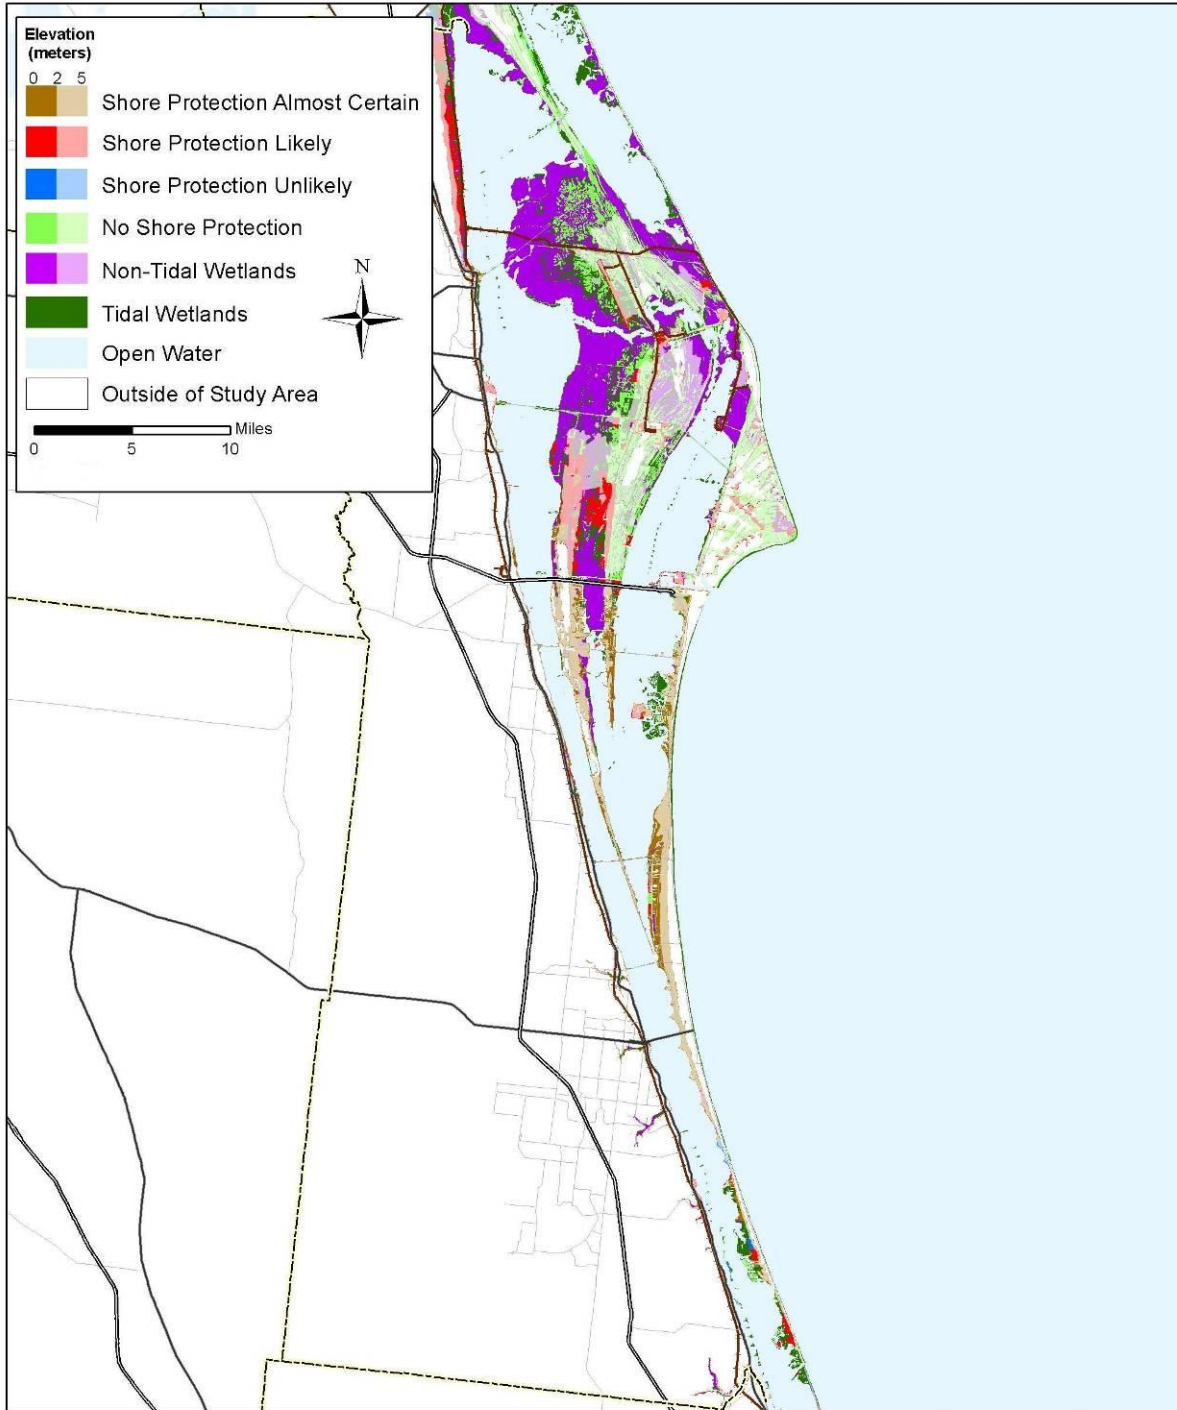 Elevation
(meters)
0 2 5
Shore Protection Almost Certain
Shore Protection Likely
Shore Protection Unlikely
No Shore Protection
Non-Tidal Wetlands
N
Tidal Wetlands
Open Water
Outside of Study Area
Miles
0 5 10